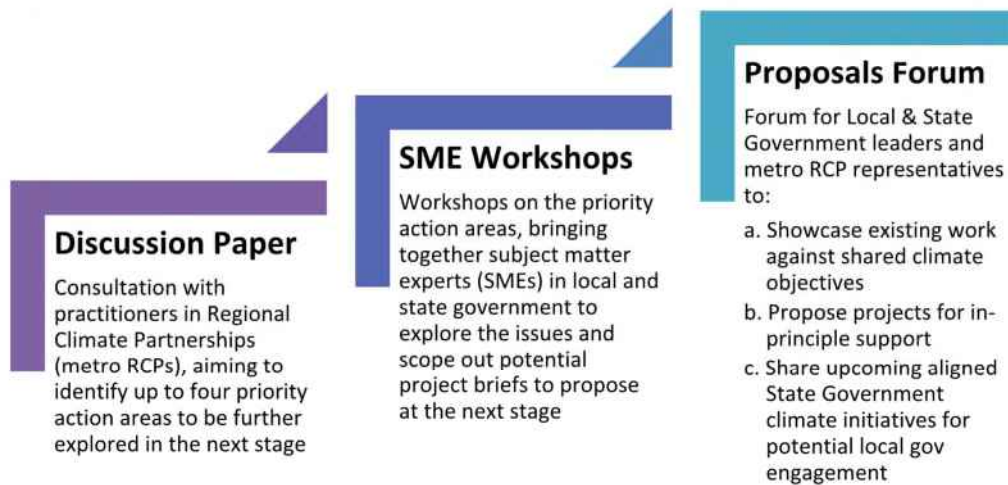 Discussion Paper
Consultation with
practitioners in Regional
Climate Partnerships
(metro RCPs), aiming to
identify up to four priority
action areas to be further
explored in the next stage
SME Workshops
Workshops on the priority
action areas, bringing
together subject matter
experts (SMEs) in local and
state government to
explore the issues and
scope out potential
project briefs to propose
at the next stage
Proposals Forum
Forum for Local & State
Government leaders and
metro RCP representatives
to:
a. Showcase existing work
against shared climate
objectives
b. Propose projects for in-
principle support
c. Share upcoming aligned
State Government
climate initiatives for
potential local gov
engagement